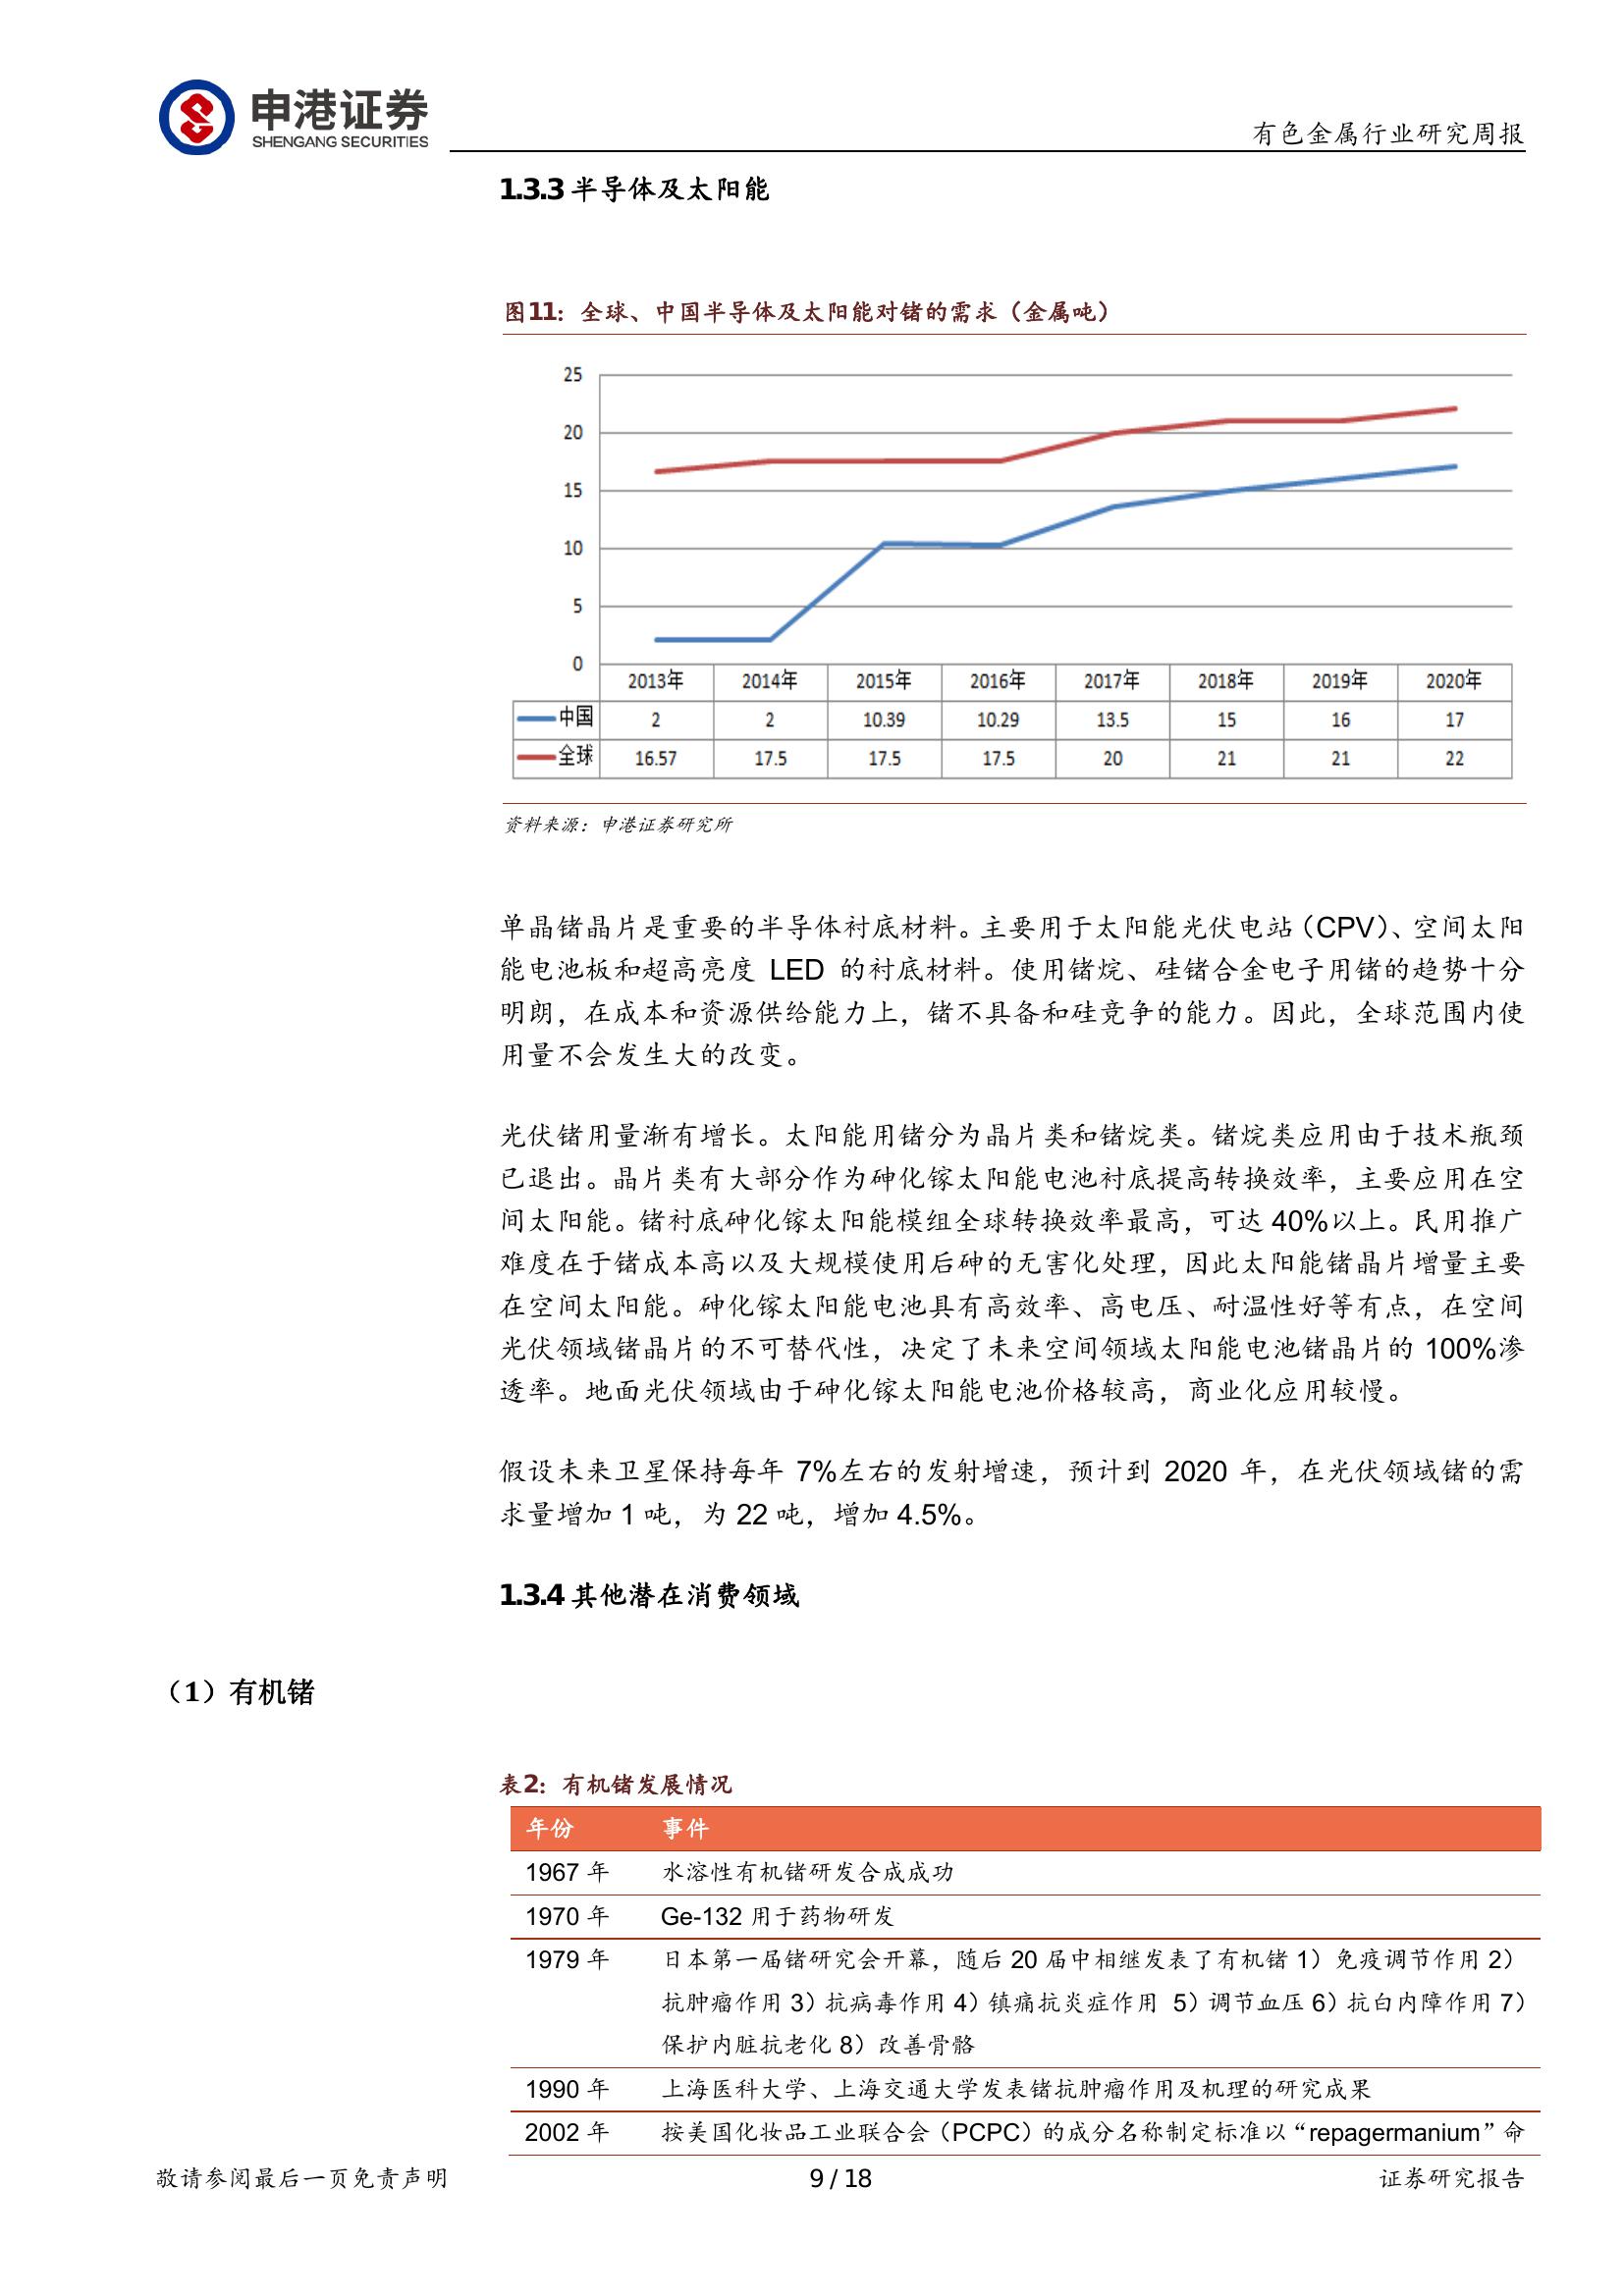 申港证券
SHENGANG SECURITIES
有色金属行业研究周报
1.3.3 半导体及太阳能
图11：全球、中国半导体及太阳能对锗的需求（金属吨）
25
20
15
10
5
0
2013年 2014年 2015年 2016年 2017年 2018年 2019年 2020年
中国 2 2 10.39 10.29 13.5 15 16 17
全球 16.57 17.5 17.5 17.5 20 21 21 22
资料来源：申港证券研究所
单晶锗晶片是重要的半导体衬底材料。主要用于太阳能光伏电站（CPV）、空间太阳
能电池板和超高亮度 LED 的衬底材料。使用锗烷、硅锗合金电子用锗的趋势十分
明朗，在成本和资源供给能力上，锗不具备和硅竞争的能力。因此，全球范围内使
用量不会发生大的改变。
光伏锗用量渐有增长。太阳能用锗分为晶片类和锗烷类。锗烷类应用由于技术瓶颈
已退出。晶片类有大部分作为砷化镓太阳能电池衬底提高转换效率，主要应用在空
间太阳能。锗衬底砷化镓太阳能模组全球转换效率最高，可达 40%以上。民用推广
难度在于锗成本高以及大规模使用后砷的无害化处理，因此太阳能锗晶片增量主要
在空间太阳能。砷化镓太阳能电池具有高效率、高电压、耐温性好等有点，在空间
光伏领域锗晶片的不可替代性，决定了未来空间领域太阳能电池锗晶片的 100%渗
透率。地面光伏领域由于砷化镓太阳能电池价格较高，商业化应用较慢。
假设未来卫星保持每年 7%左右的发射增速，预计到 2020 年，在光伏领域锗的需
求量增加 1 吨，为 22 吨，增加 4.5%。
1.3.4 其他潜在消费领域
（1）有机锗
表2：有机锗发展情况
年份 事件
1967 年 水溶性有机锗研发合成成功
1970 年 Ge-132 用于药物研发
1979 年 日本第一届锗研究会开幕，随后 20 届中相继发表了有机锗 1）免疫调节作用 2）
抗肿瘤作用 3）抗病毒作用 4）镇痛抗炎症作用 5）调节血压 6）抗白内障作用 7）
保护内脏抗老化 8）改善骨骼
1990 年 上海医科大学、上海交通大学发表锗抗肿瘤作用及机理的研究成果
2002 年 按美国化妆品工业联合会（PCPC）的成分名称制定标准以“repagermanium”命
敬请参阅最后一页免责声明 9 / 18 证券研究报告